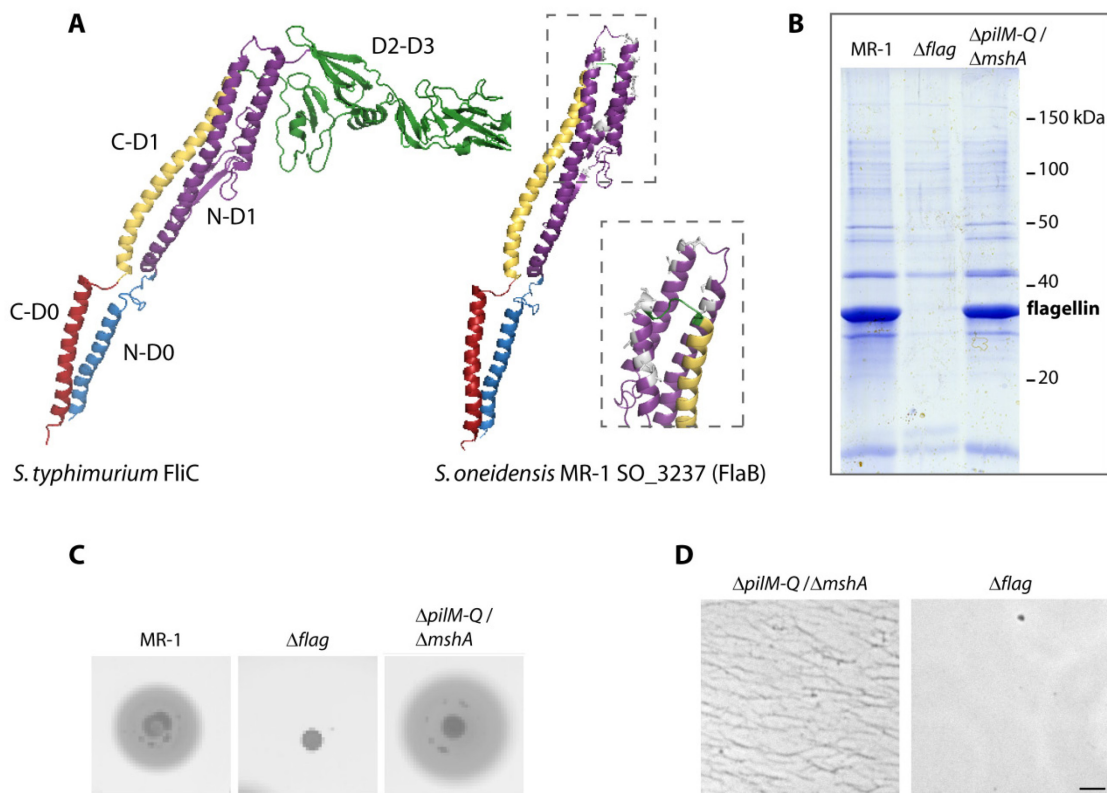 A
D2-D3
C-D1
N-D1
C-D0
N-D0
S. typhimurium FliC
S. oneidensis MR-1 SO_3237 (FlaB)
B
MR-1
Δflag
ΔpilM-Q /
ΔmshA
150 kDa
100
50
40
flagellin
20
C
MR-1
Δflag
ΔpilM-Q /
ΔmshA
D
ΔpilM-Q /ΔmshA
Δflag